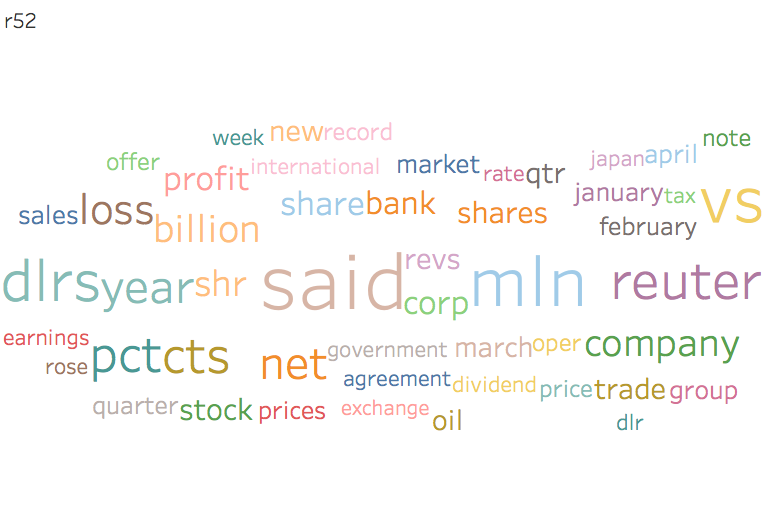 r52
week new record note
offer profit international market rate qtr japan april
sales loss billion share bank shares january tax february vs
dlrs year shr said revs corp mln reuter
earnings rose pct cts net government march oper company
quarter stock prices agreement exchange dividend oil price trade group
dlr